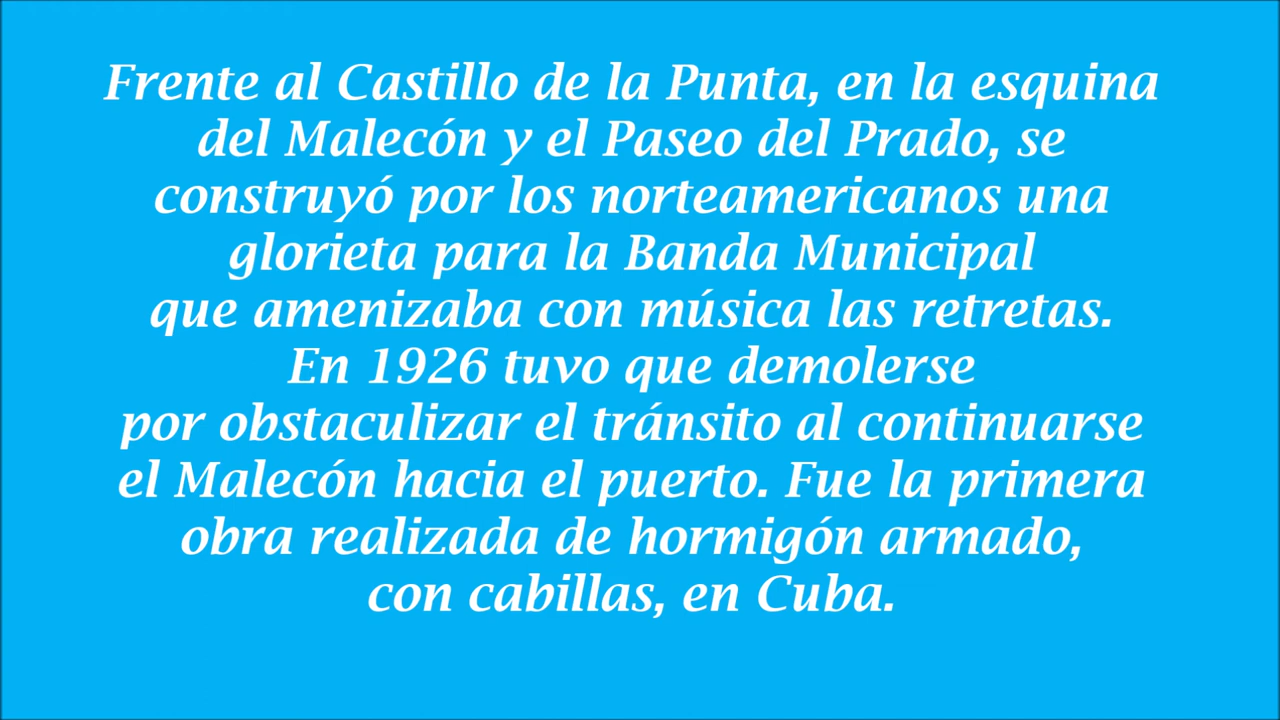 Frente al Castillo de la Punta, en la esquina
del Malecón y el Paseo del Prado, se
construyó por los norteamericanos una
glorieta para la Banda Municipal
que amenizaba con música las retretas.
En 1926 tuvo que demolerse
por obstaculizar el tránsito al continuarse
el Malecón hacia el puerto. Fue la primera
obra realizada de hormigón armado,
con cabillas, en Cuba.